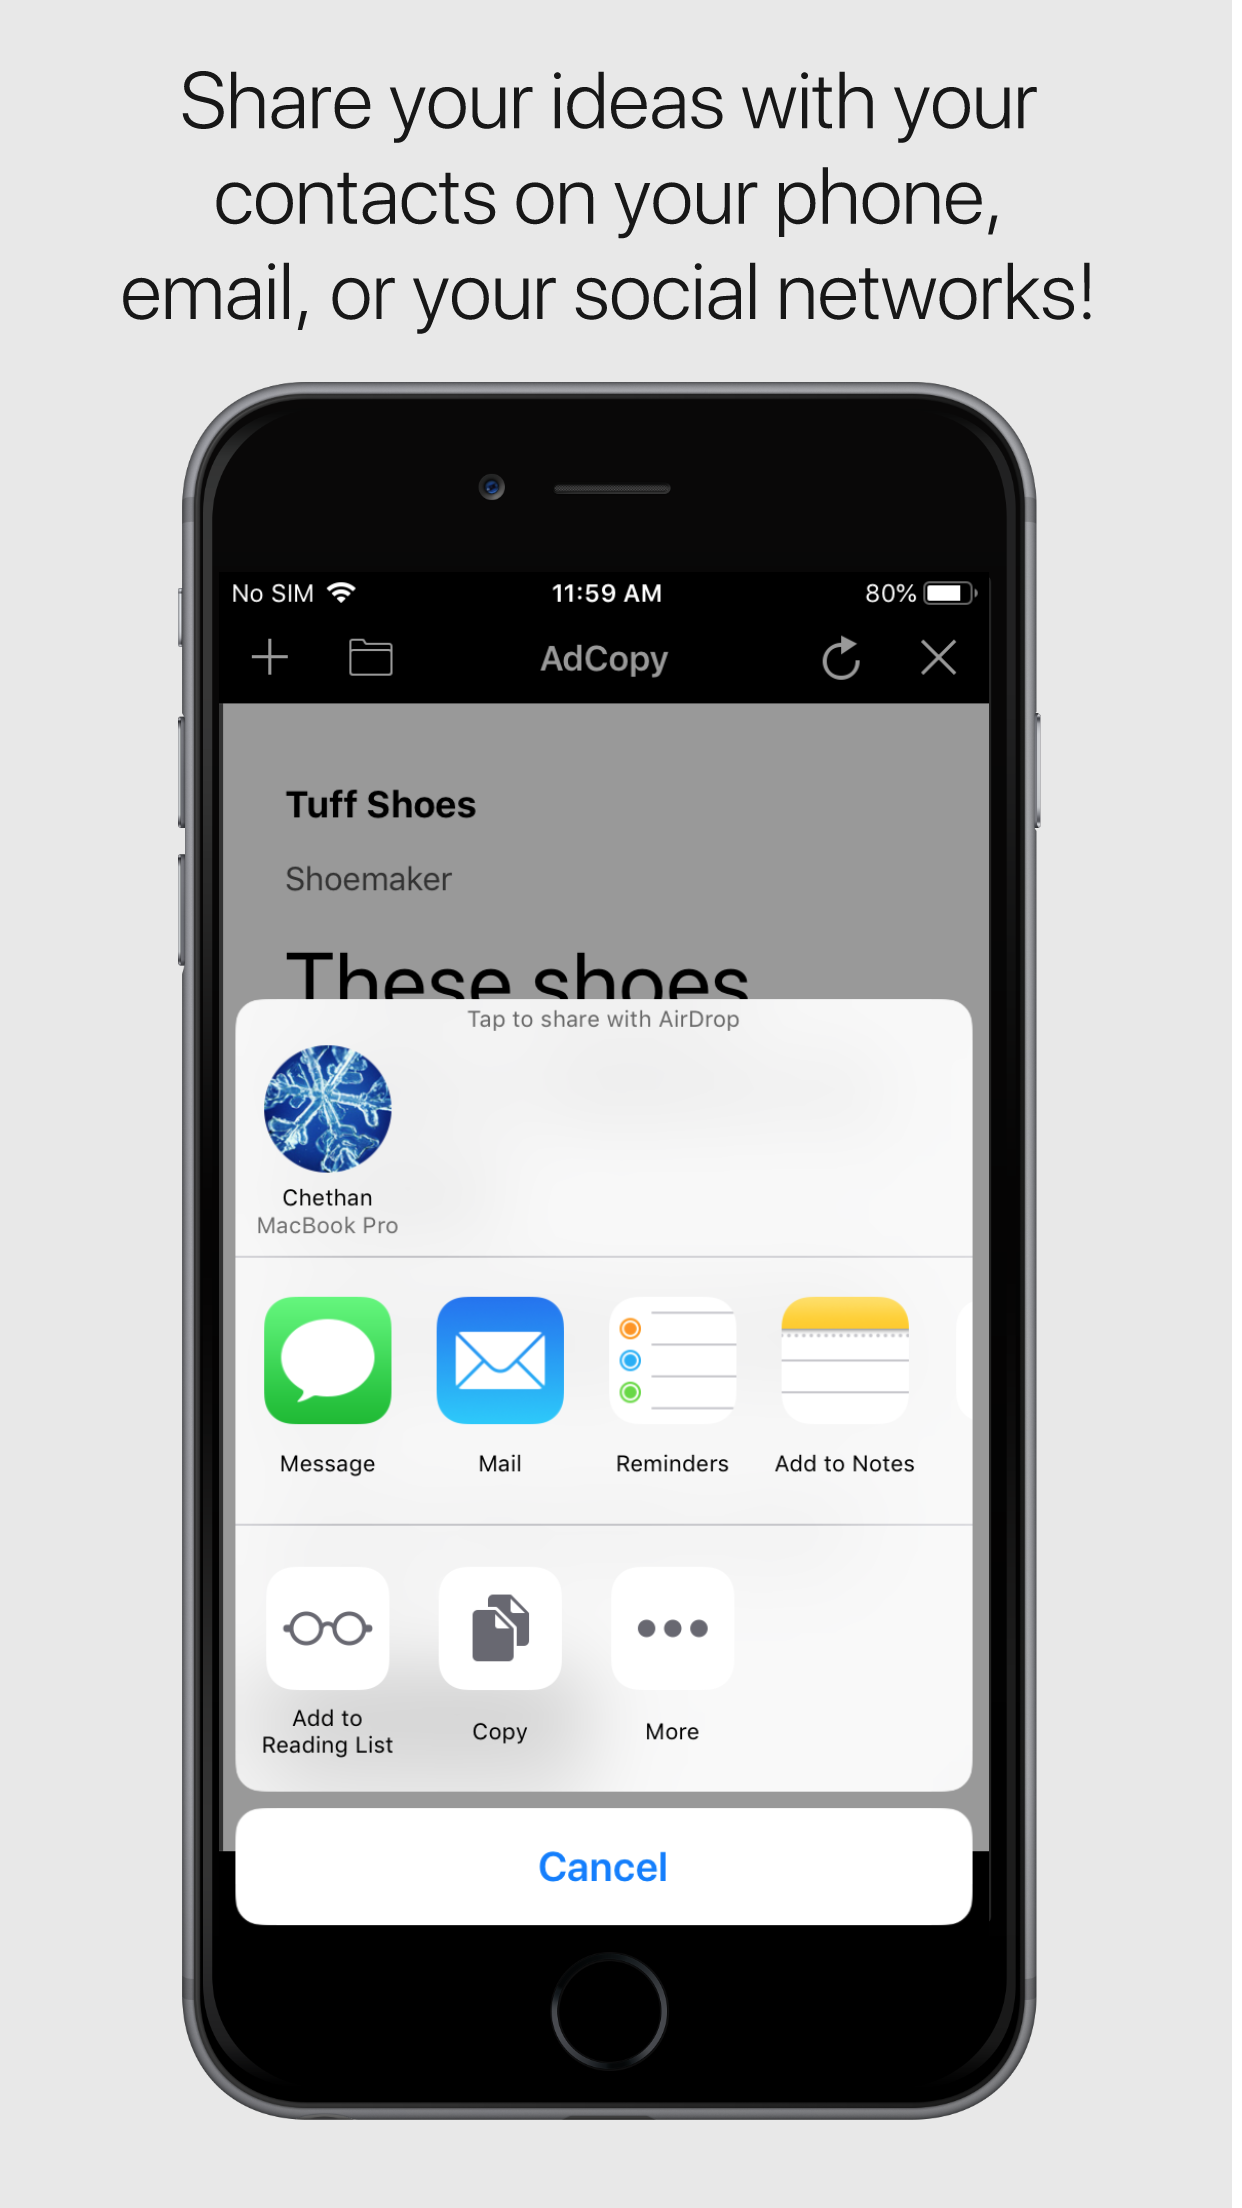 Share your ideas with your
contacts on your phone,
email, or your social networks!
No SIM 11:59 AM 80%
AdCopy
Tuff Shoes
Shoemaker
These shoes
Tap to share with AirDrop
Chethan
MacBook Pro
Message Mail Reminders Add to Notes
Add to
Reading List
Copy
More
Cancel